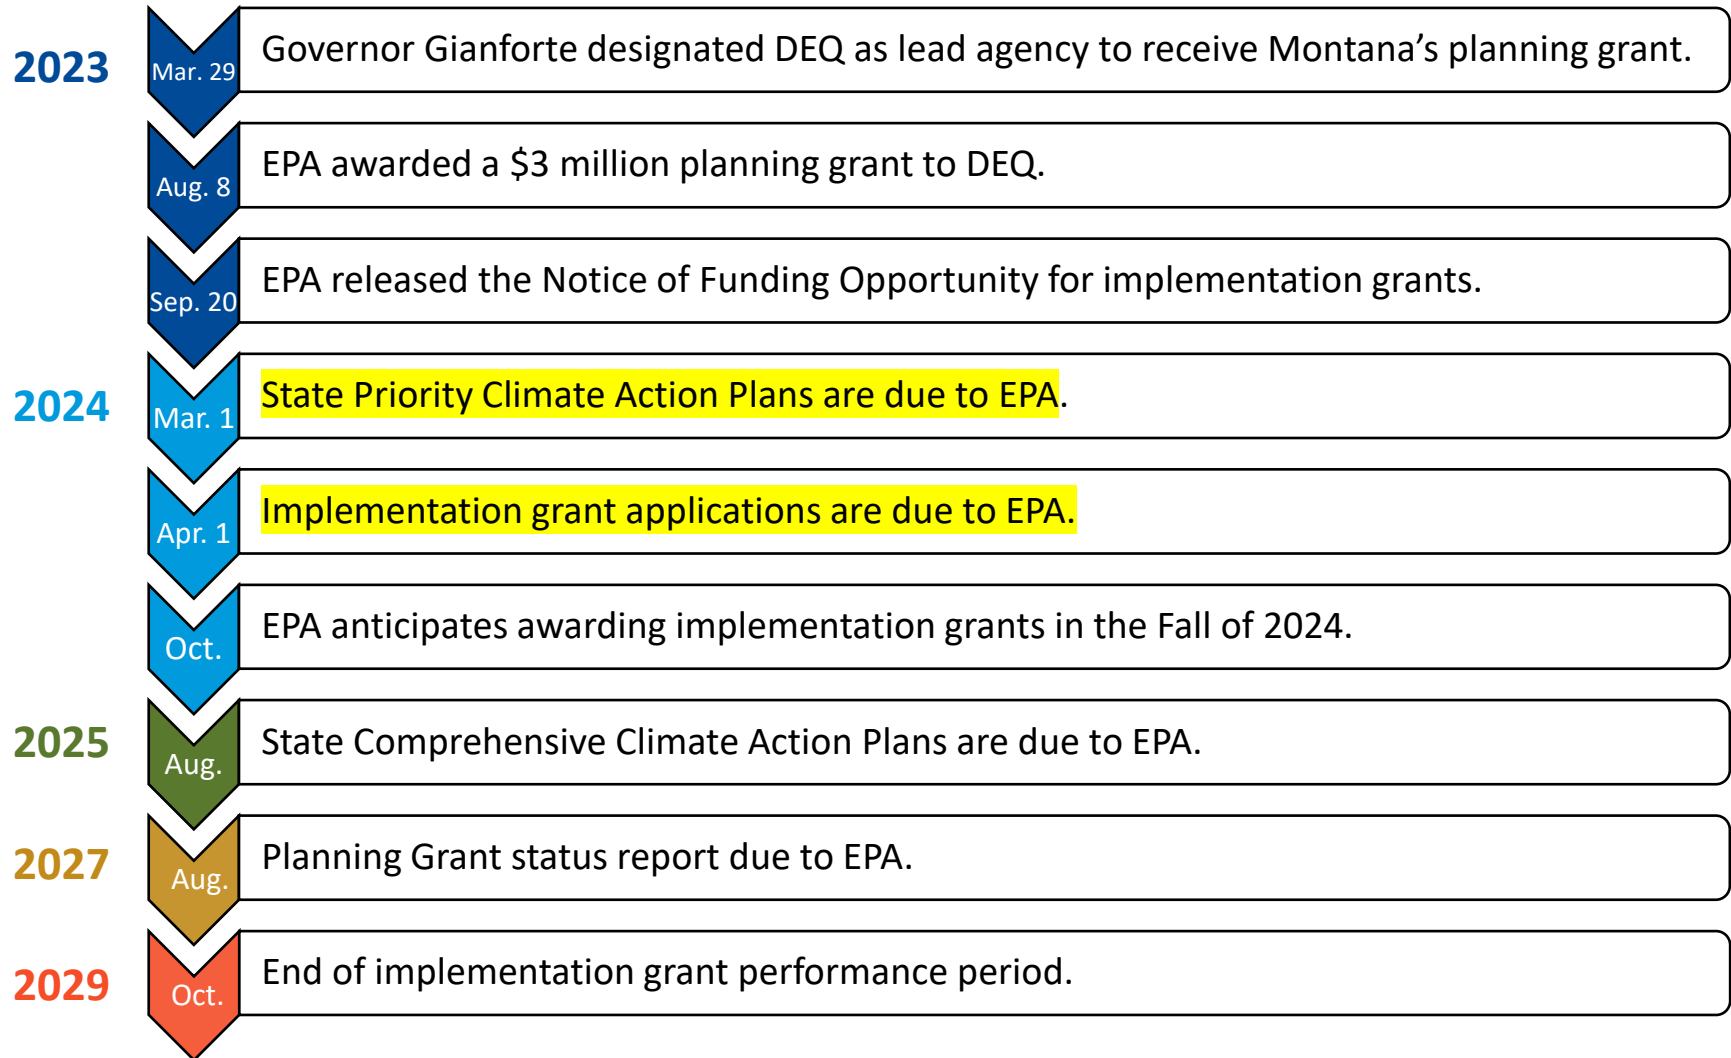 2023
Mar. 29
Governor Gianforte designated DEQ as lead agency to receive Montana’s planning grant.
Aug. 8
EPA awarded a $3 million planning grant to DEQ.
Sep. 20
EPA released the Notice of Funding Opportunity for implementation grants.
2024
Mar. 1
State Priority Climate Action Plans are due to EPA.
Apr. 1
Implementation grant applications are due to EPA.
Oct.
EPA anticipates awarding implementation grants in the Fall of 2024.
2025
Aug.
State Comprehensive Climate Action Plans are due to EPA.
2027
Aug.
Planning Grant status report due to EPA.
2029
Oct.
End of implementation grant performance period.